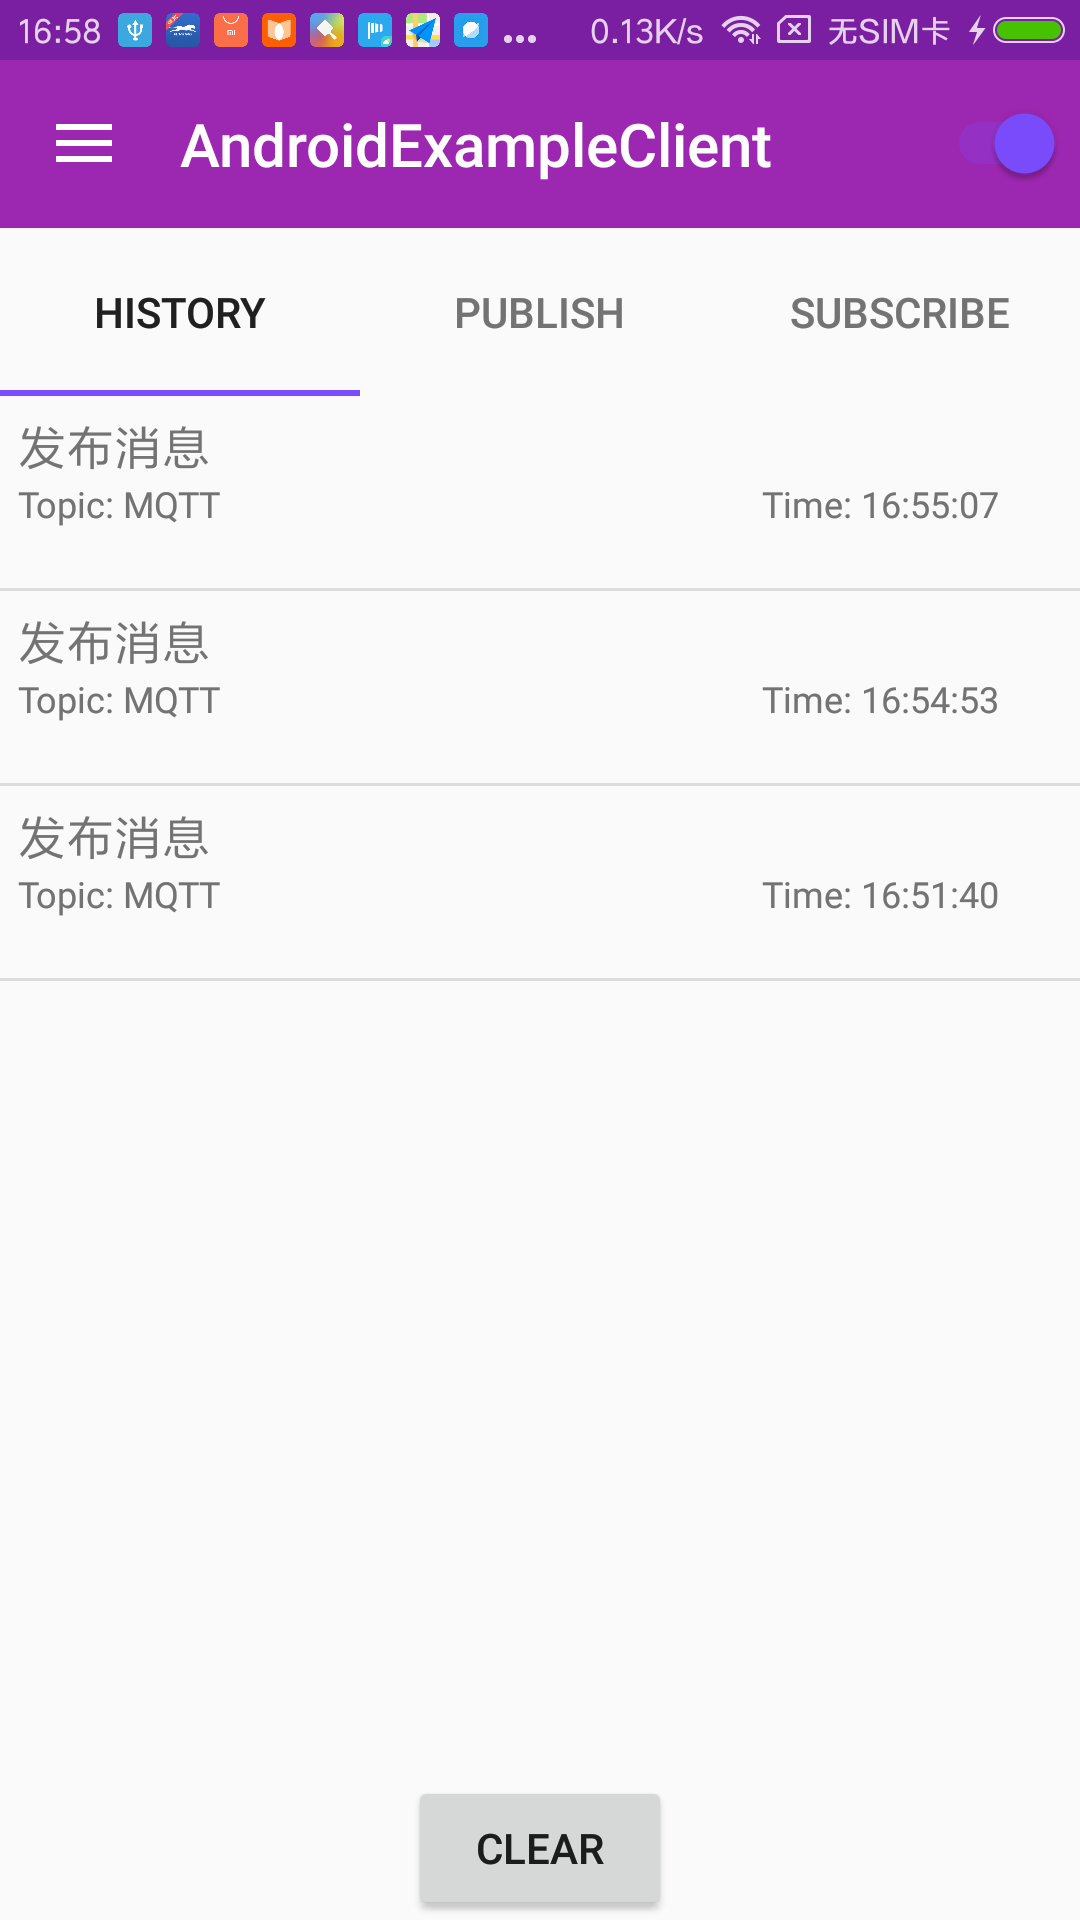 16:58 ... 0.13K/s 无SIM卡
AndroidExampleClient
HISTORY PUBLISH SUBSCRIBE
发布消息
Topic: MQTT Time: 16:55:07
发布消息
Topic: MQTT Time: 16:54:53
发布消息
Topic: MQTT Time: 16:51:40
CLEAR